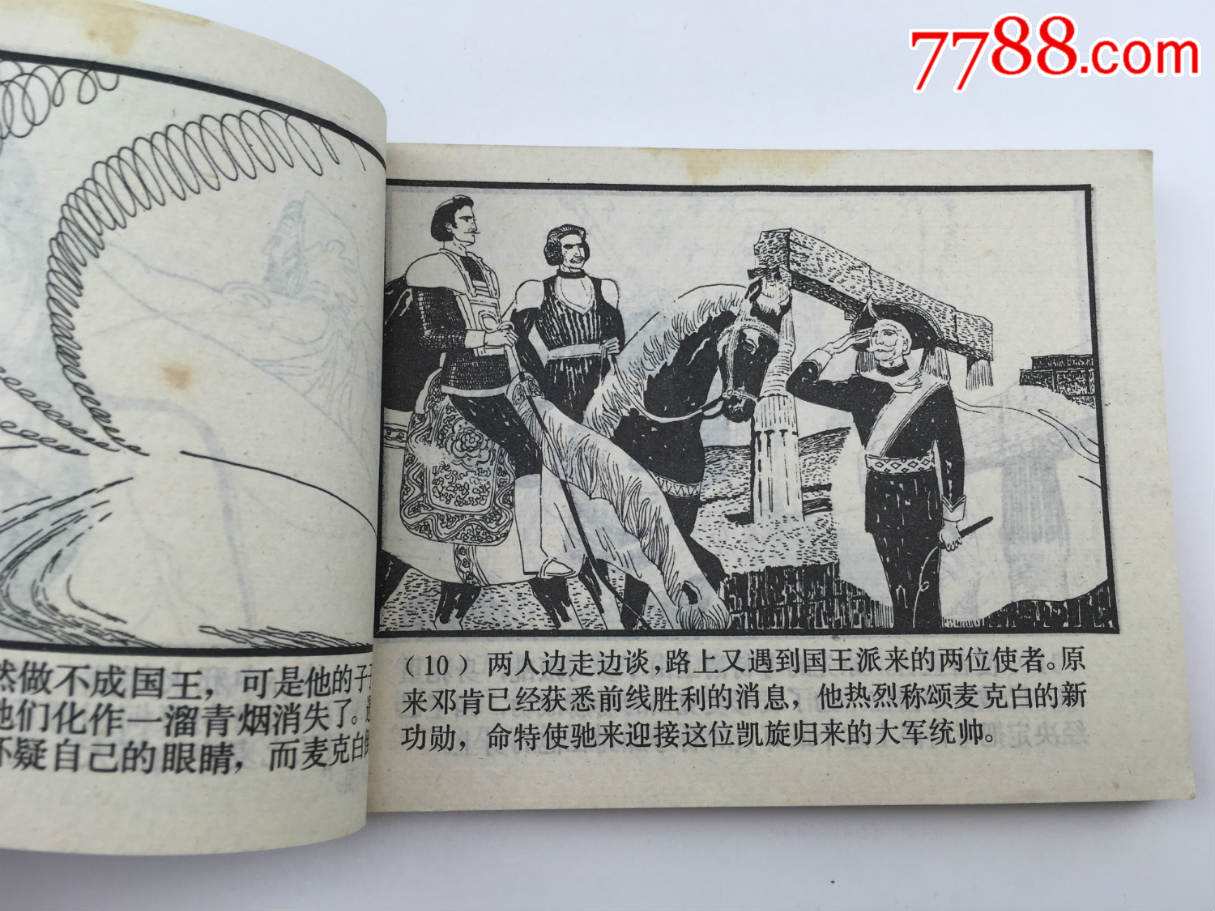 7788.com
然做不成国王，可是他的子
他们化作一溜青烟消失了。
怀疑自己的眼睛，而麦克白
（10） 两人边走边谈，路上又遇到国王派来的两位使者。原
来邓肯已经获悉前线胜利的消息，他热烈称颂麦克白的新
功勋，命特使驰来迎接这位凯旋归来的大军统帅。